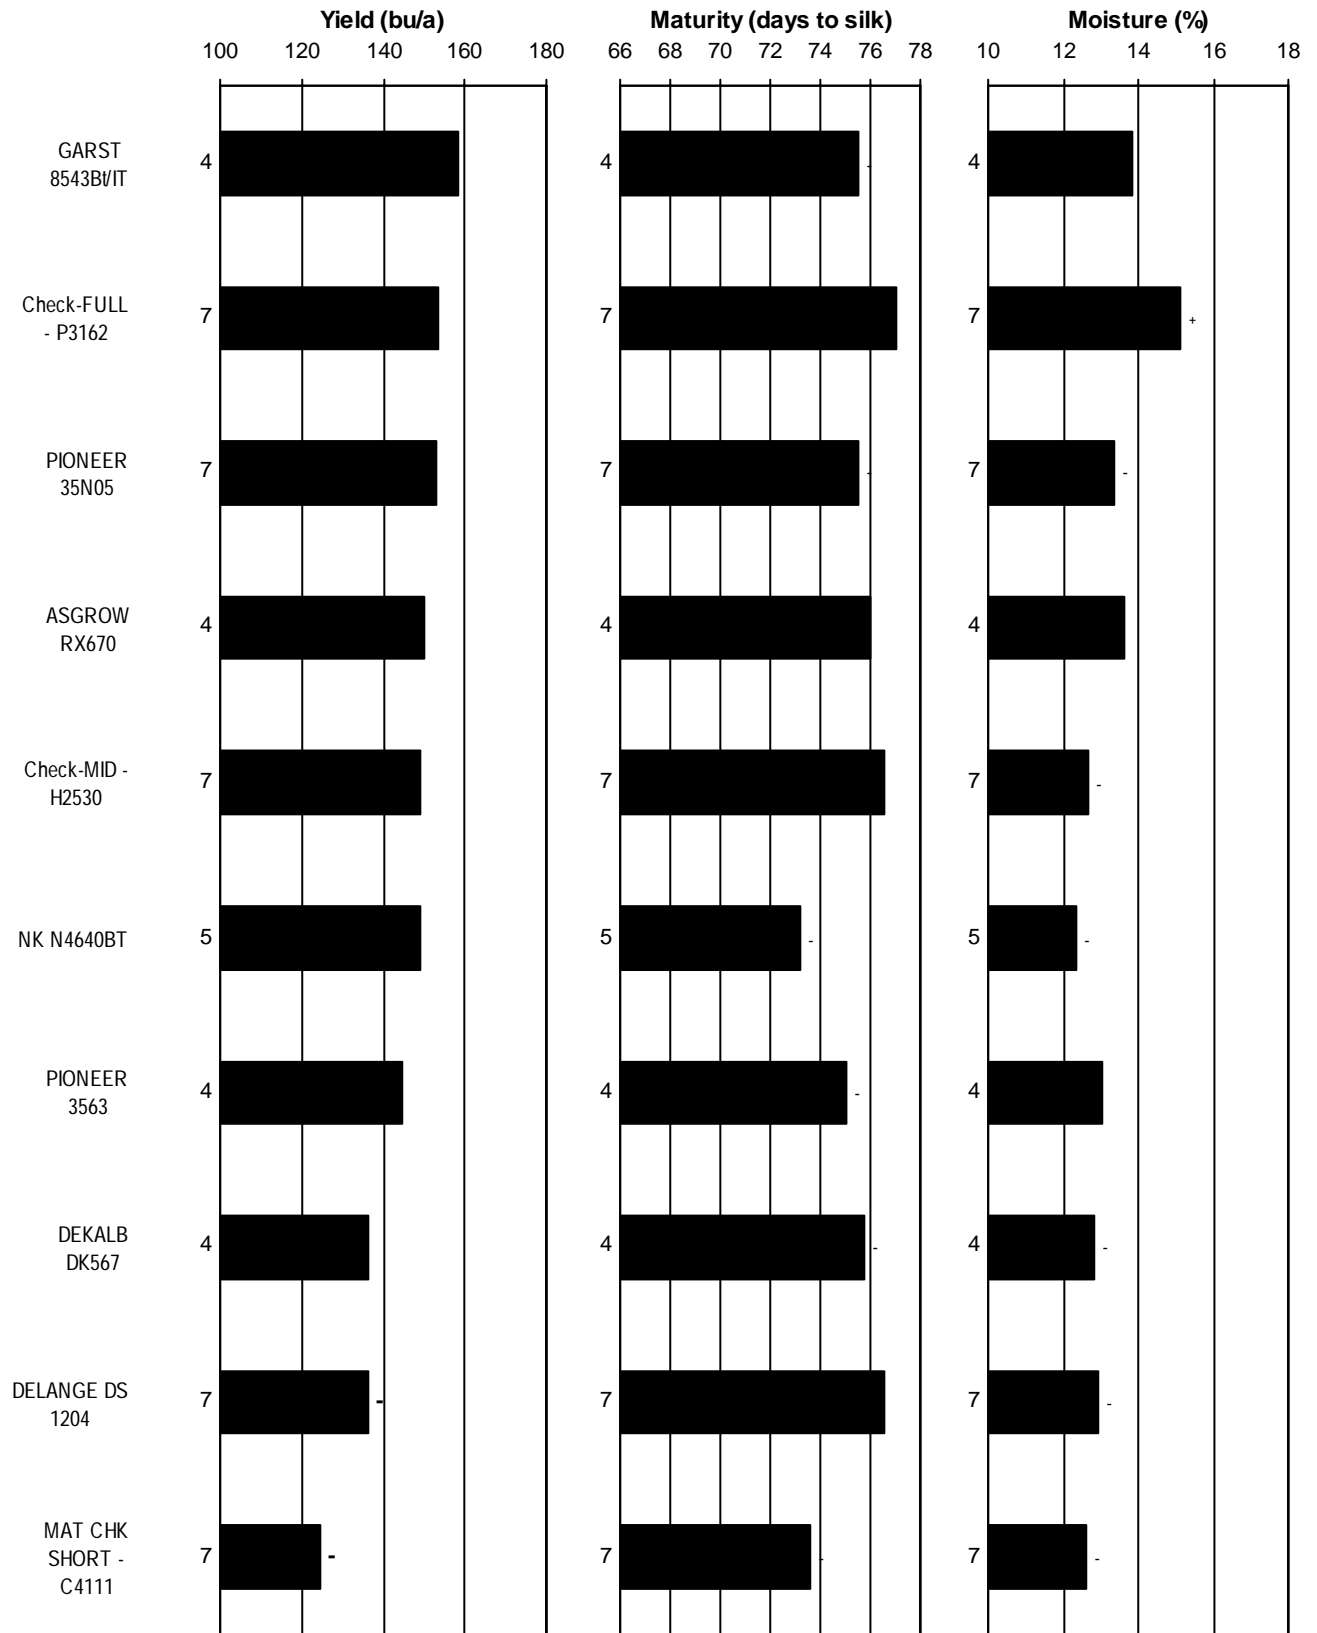 Yield (bu/a) Maturity (days to silk) Moisture (%)
100 120 140 160 180 66 68 70 72 74 76 78 10 12 14 16 18
GARST
8543Bt/IT
4 4 - 4
Check-FULL
- P3162
7 7 7 +
PIONEER
35N05
7 7 - 7 -
ASGROW
RX670
4 4 4
Check-MID -
H2530
7 7 7 -
NK N4640BT 5 5 - 5 -
PIONEER
3563
4 4 - 4
DEKALB
DK567
4 4 - 4 -
DELANGE DS
1204
7 - 7 7 -
MAT CHK
SHORT -
C4111
7 - 7 - 7 -